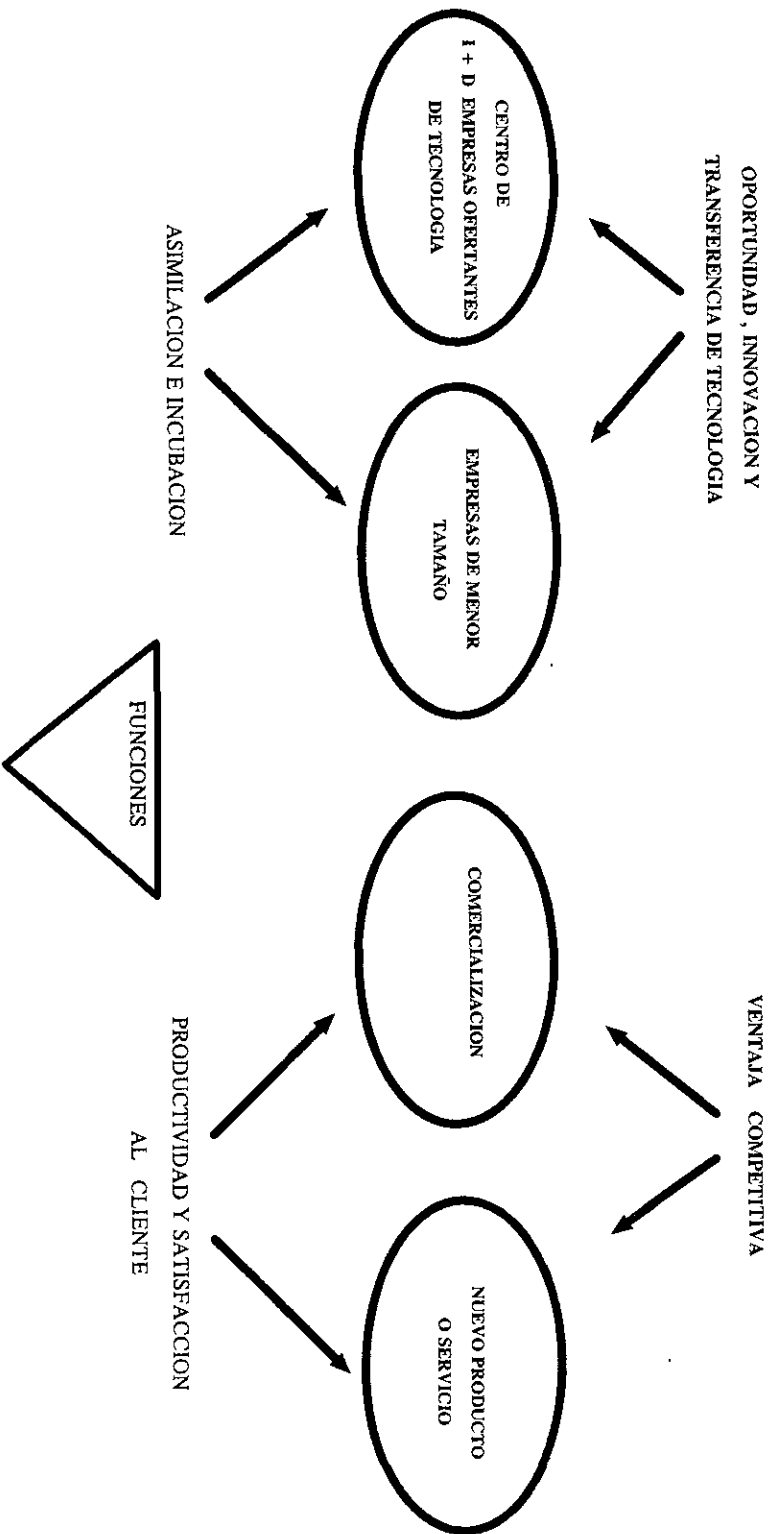 OPORTUNIDAD , INNOVACION Y
TRANSFERENCIA DE TECNOLOGIA
VENTAJA COMPETITIVA
CENTRO DE
I + D EMPRESAS OFERTANTES
DE TECNOLOGIA
EMPRESAS DE MENOR
TAMAÑO
COMERCIALIZACION
NUEVO PRODUCTO
O SERVICIO
ASIMILACION E INCUBACION
PRODUCTIVIDAD Y SATISFACCION
AL CLIENTE
FUNCIONES